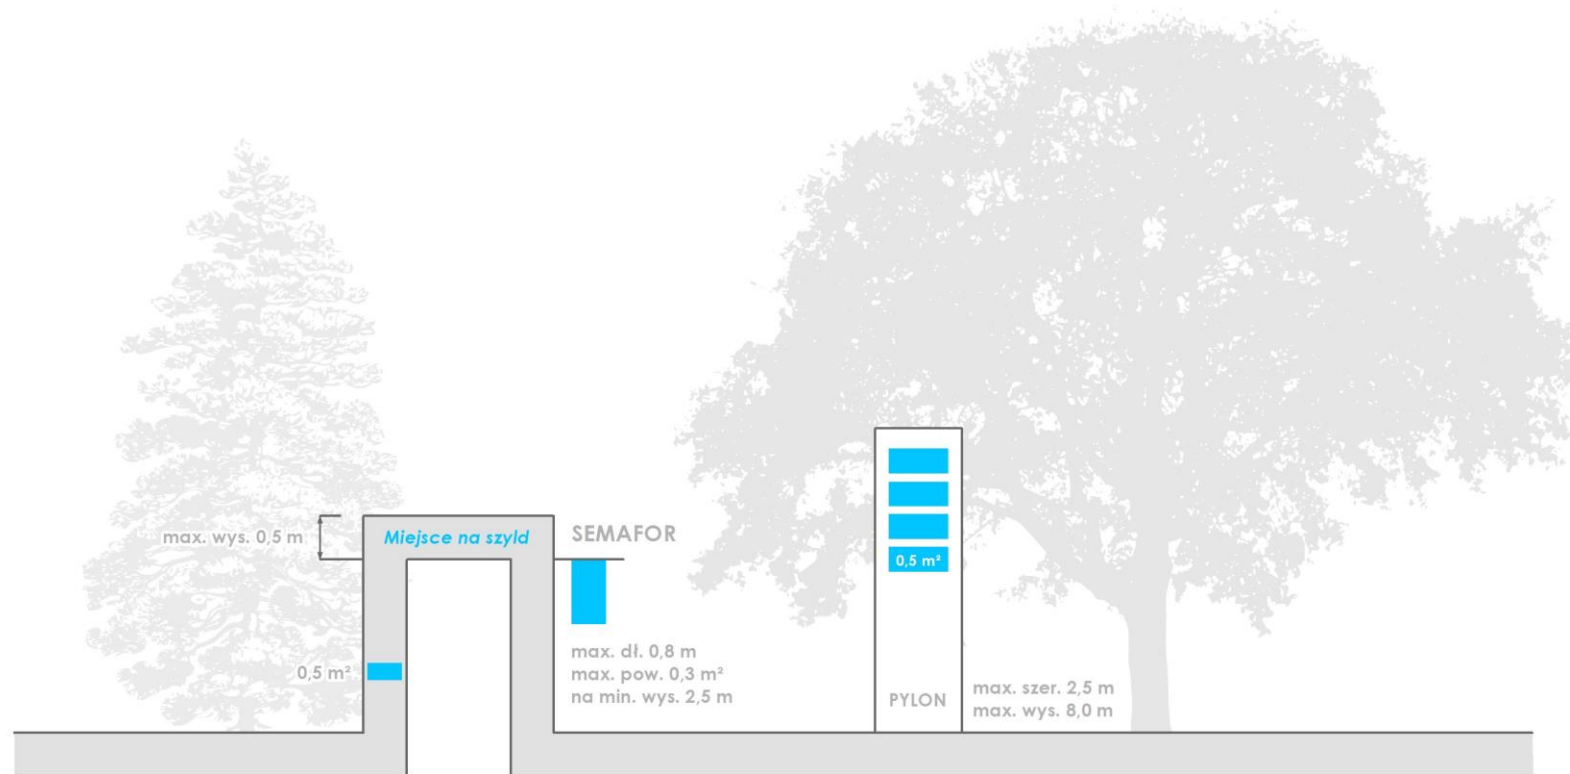 max. wys. 0,5 m
Miejsce na szyld
SEMAFOR
0,5 m²
max. dł. 0,8 m
max. pow. 0,3 m²
na min. wys. 2,5 m
0,5 m²
PYLON
max. szer. 2,5 m
max. wys. 8,0 m